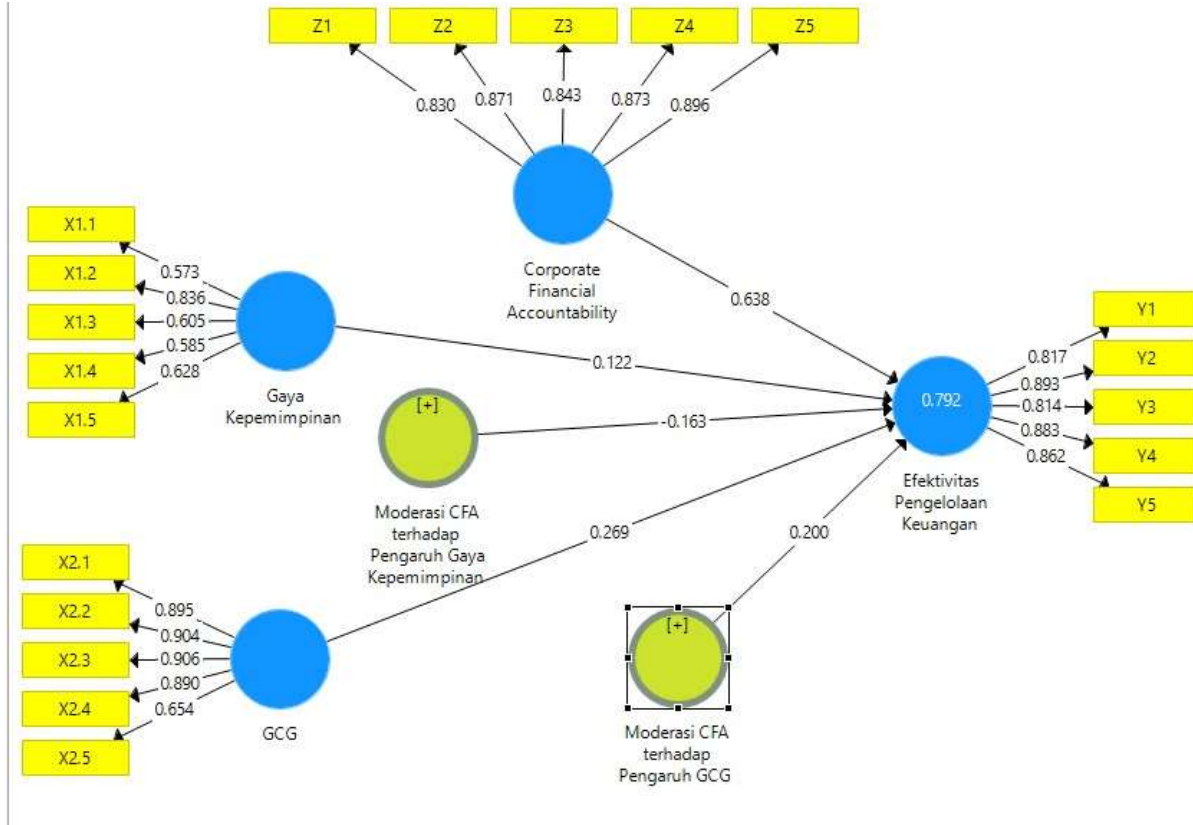 Z1
Z2
Z3
Z4
Z5
0.830
0.871
0.843
0.873
0.896
Corporate
Financial
Accountability
0.638
X1.1
X1.2
X1.3
X1.4
X1.5
0.573
0.836
0.605
0.585
0.628
Gaya
Kepemimpinan
0.122
[+]
Moderasi CFA
terhadap
Pengaruh Gaya
Kepemimpinan
-0.163
0.792
Efektivitas
Pengelolaan
Keuangan
0.817
0.893
0.814
0.883
0.862
Y1
Y2
Y3
Y4
Y5
X2.1
X2.2
X2.3
X2.4
X2.5
0.895
0.904
0.906
0.890
0.654
GCG
0.269
[+]
Moderasi CFA
terhadap
Pengaruh GCG
0.200